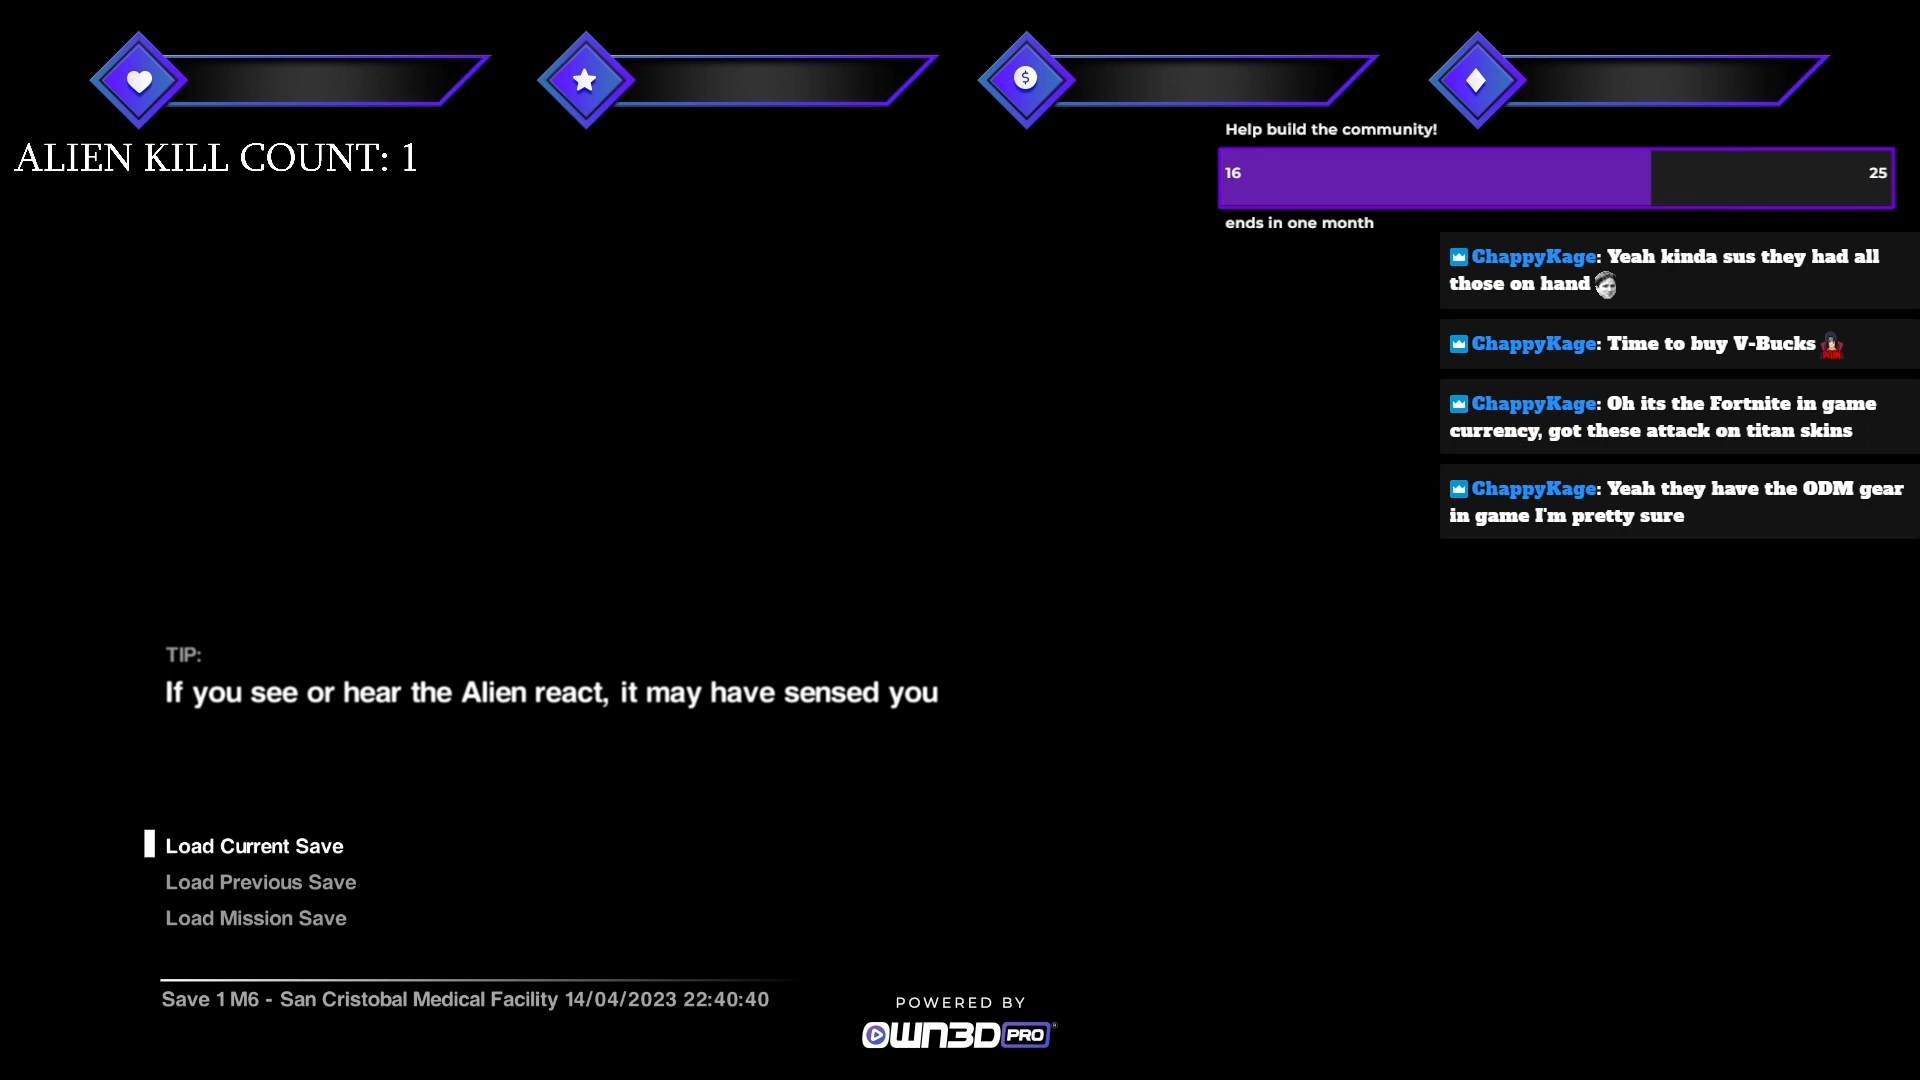 ALIEN KILL COUNT: 1
Help build the community!
16 25
ends in one month
ChappyKage: Yeah kinda sus they had all
those on hand
ChappyKage: Time to buy V-Bucks
ChappyKage: Oh its the Fortnite in game
currency, got these attack on titan skins
ChappyKage: Yeah they have the ODM gear
in game I'm pretty sure
TIP:
If you see or hear the Alien react, it may have sensed you
Load Current Save
Load Previous Save
Load Mission Save
Save 1 M6 - San Cristobal Medical Facility 14/04/2023 22:40:40
POWERED BY
OWN3D PRO